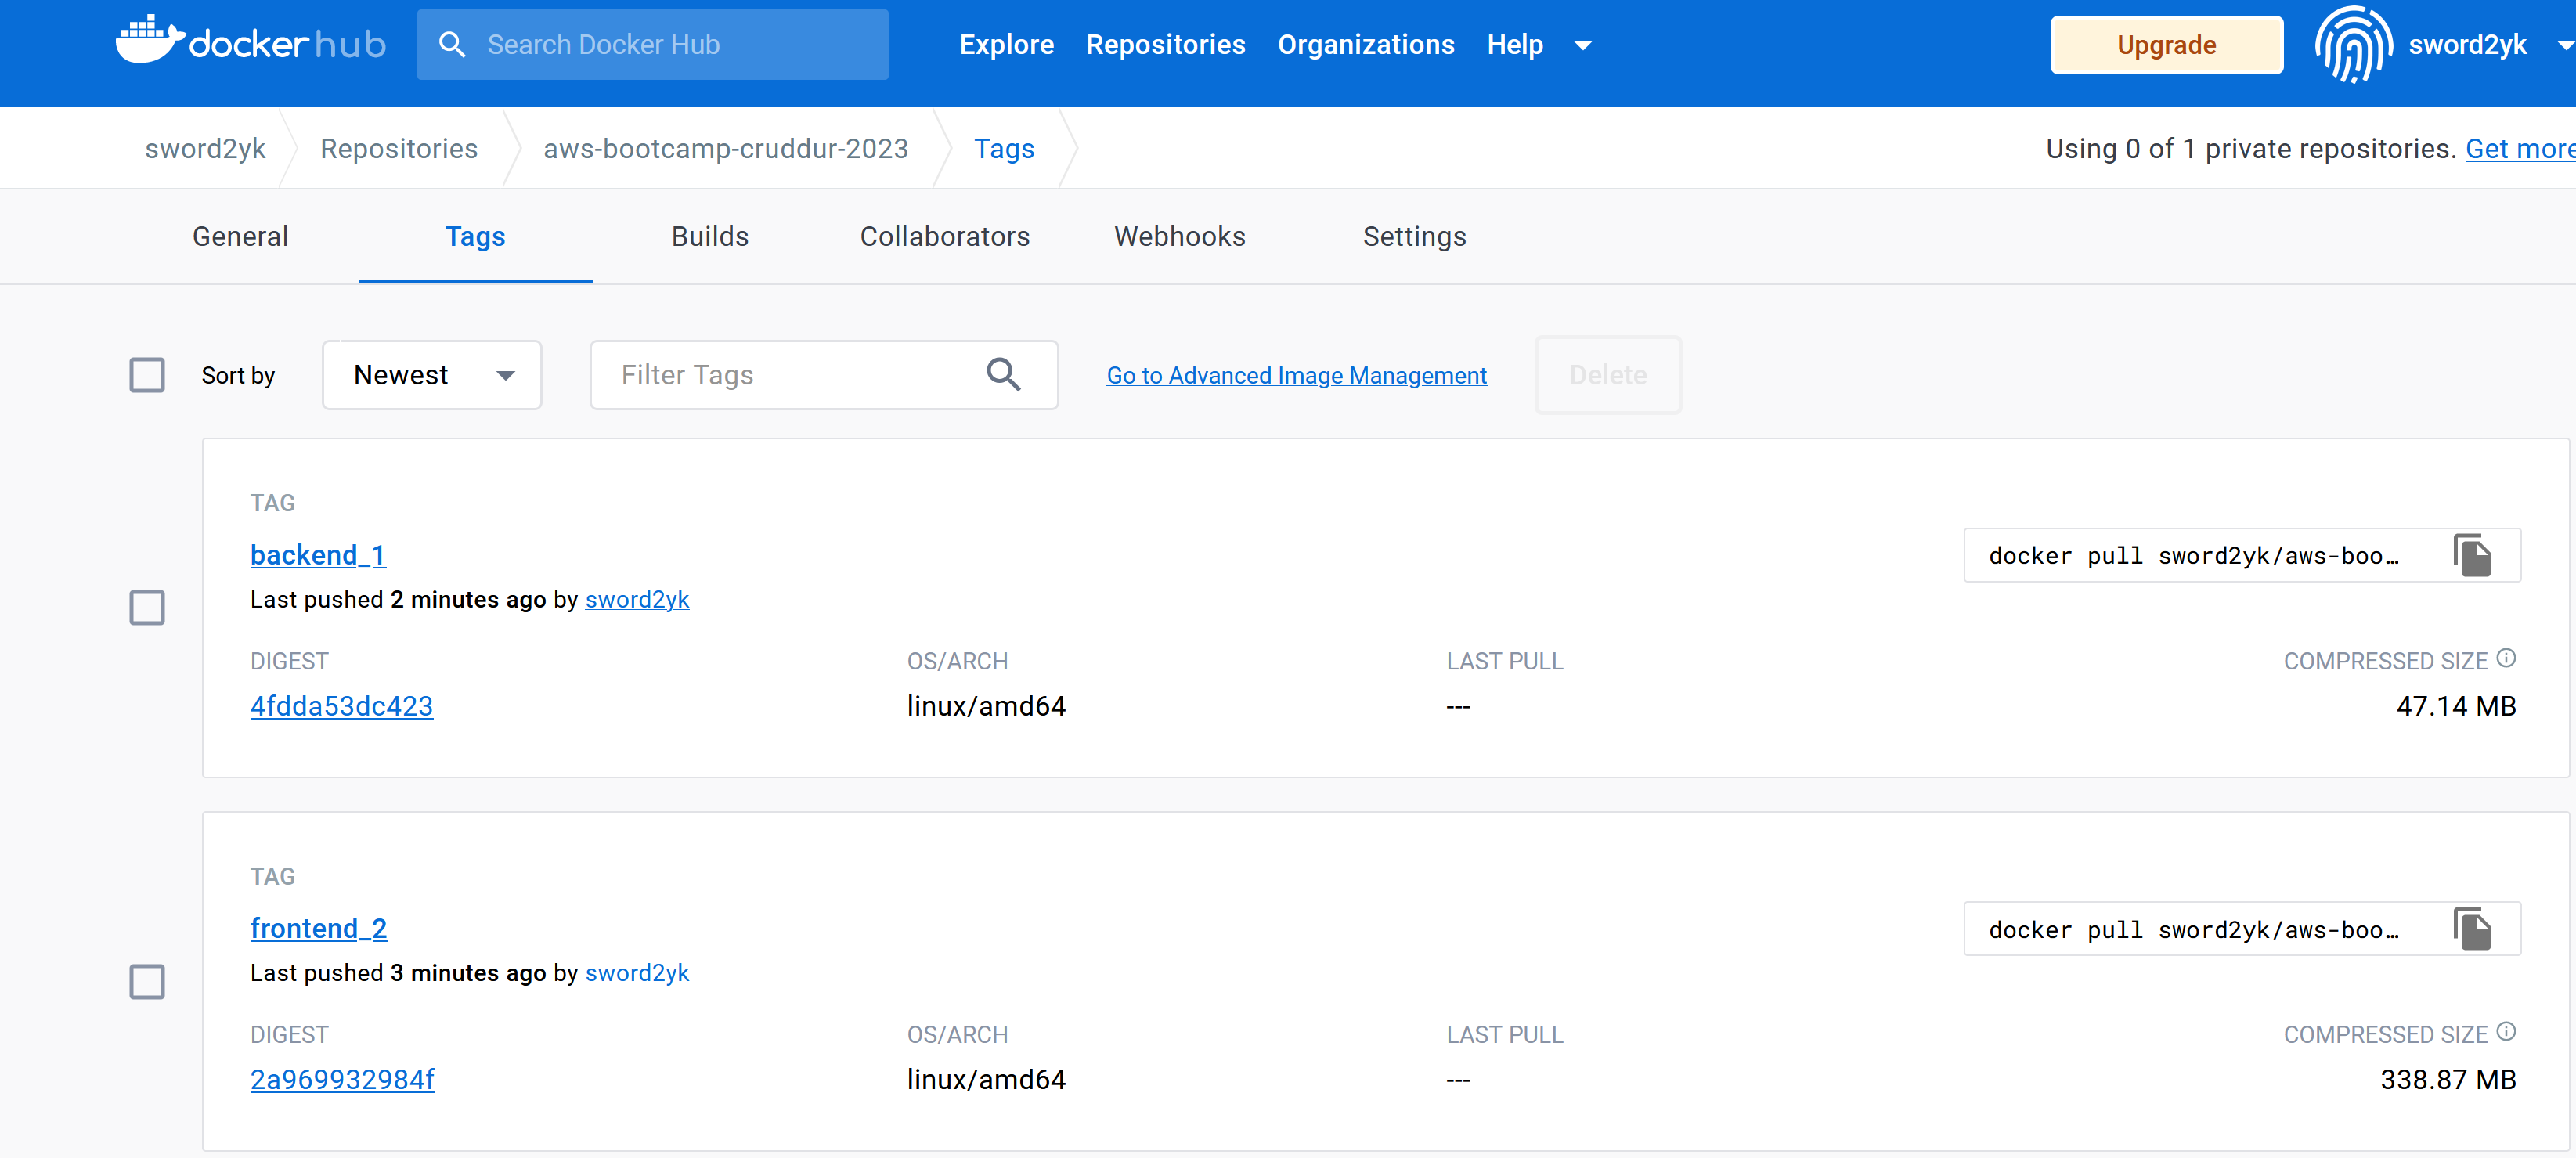 docker hub Search Docker Hub Explore Repositories Organizations Help Upgrade sword2yk
sword2yk Repositories aws-bootcamp-cruddur-2023 Tags Using 0 of 1 private repositories. Get more
General Tags Builds Collaborators Webhooks Settings
Sort by Newest Filter Tags Go to Advanced Image Management Delete
TAG
backend_1
docker pull sword2yk/aws-boo…
Last pushed 2 minutes ago by sword2yk
DIGEST OS/ARCH LAST PULL COMPRESSED SIZE
4fdda53dc423 linux/amd64 --- 47.14 MB
TAG
frontend_2
docker pull sword2yk/aws-boo…
Last pushed 3 minutes ago by sword2yk
DIGEST OS/ARCH LAST PULL COMPRESSED SIZE
2a969932984f linux/amd64 --- 338.87 MB